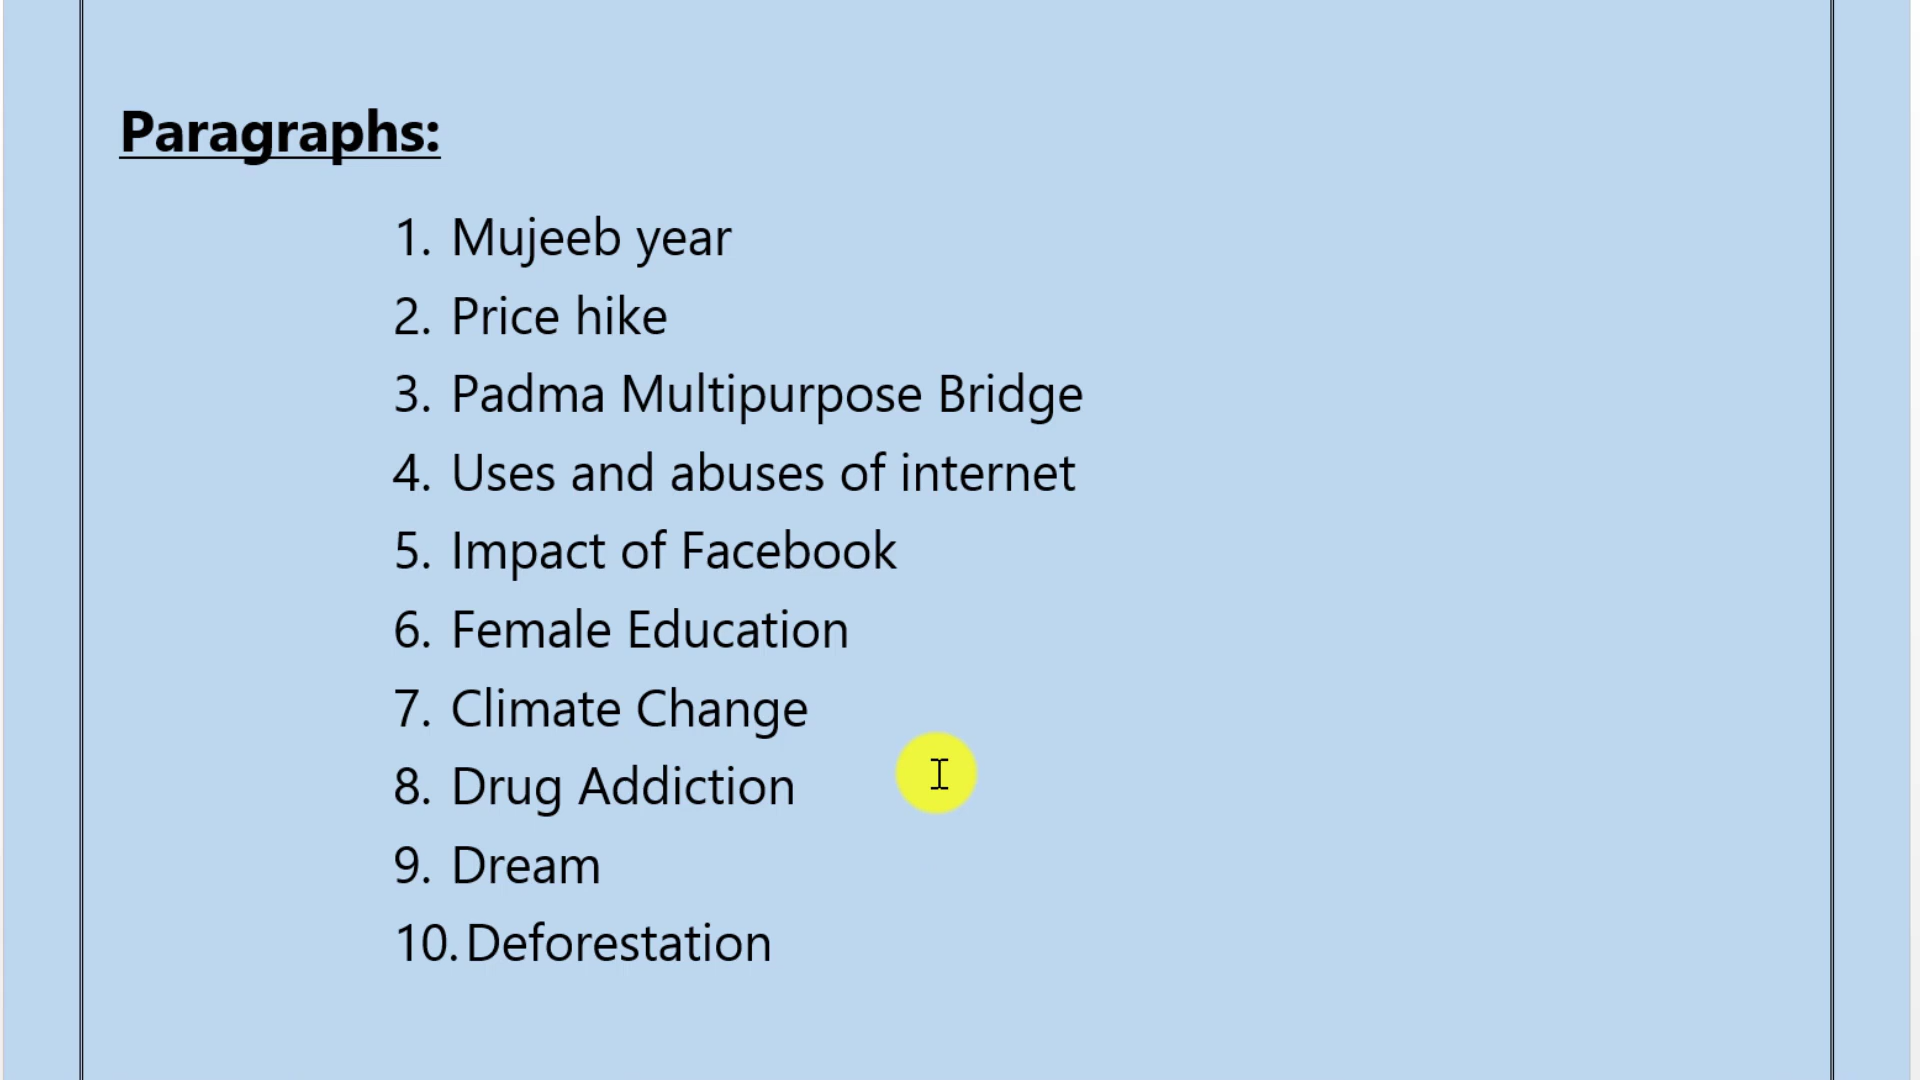 Paragraphs:
1. Mujeeb year
2. Price hike
3. Padma Multipurpose Bridge
4. Uses and abuses of internet
5. Impact of Facebook
6. Female Education
7. Climate Change
8. Drug Addiction
9. Dream
10. Deforestation